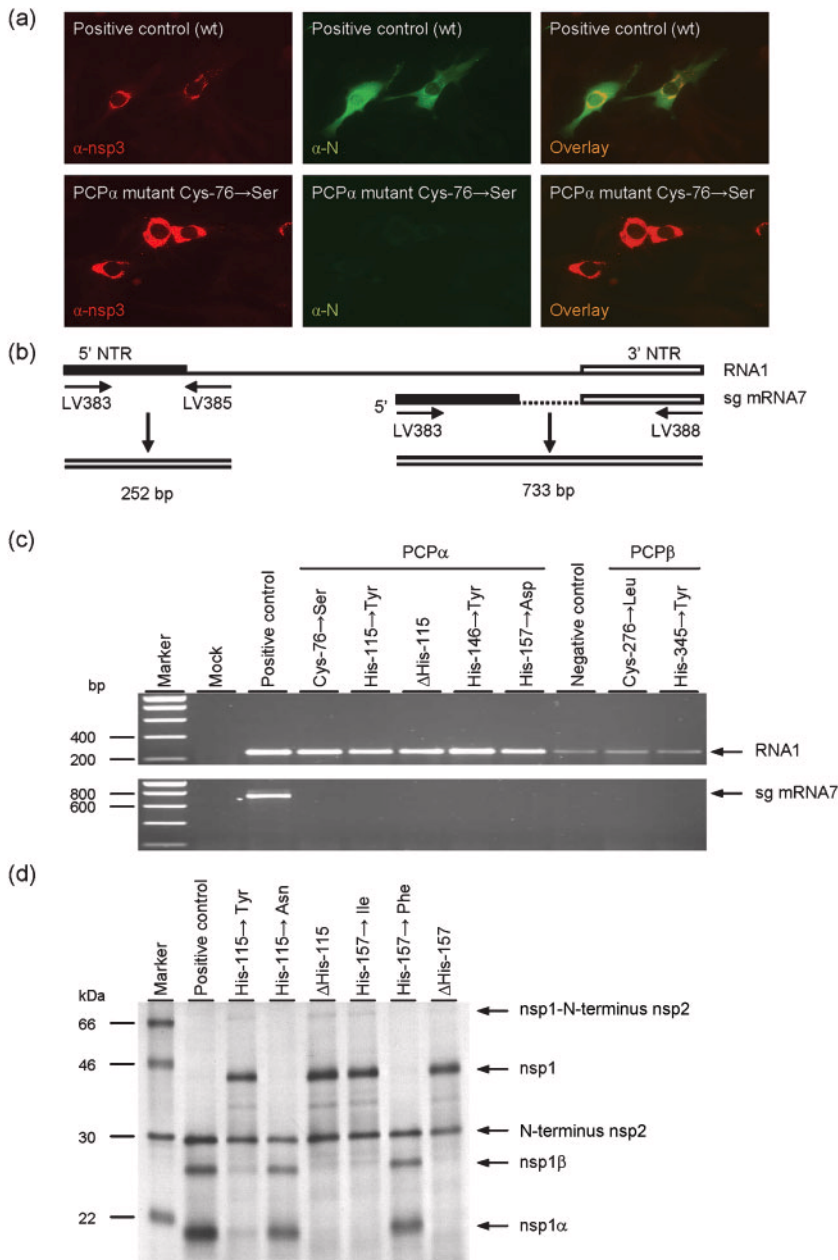 (a)
Positive control (wt)
α-nsp3
Positive control (wt)
α-N
Positive control (wt)
Overlay
PCPα mutant Cys-76→Ser
α-nsp3
PCPα mutant Cys-76→Ser
α-N
PCPα mutant Cys-76→Ser
Overlay
(b)
5' NTR
3' NTR
RNA1
LV383
LV385
5'
sg mRNA7
LV383
LV388
252 bp
733 bp
(c)
PCPα
PCPβ
Marker
Mock
Positive control
Cys-76→Ser
His-115→Tyr
ΔHis-115
His-146→Tyr
His-157→Asp
Negative control
Cys-276→Leu
His-345→Tyr
bp
400
200
RNA1
800
600
sg mRNA7
(d)
Marker
Positive control
His-115→Tyr
His-115→Asn
ΔHis-115
His-157→Ile
His-157→Phe
ΔHis-157
kDa
66
46
30
22
nsp1-N-terminus nsp2
nsp1
N-terminus nsp2
nsp1β
nsp1α